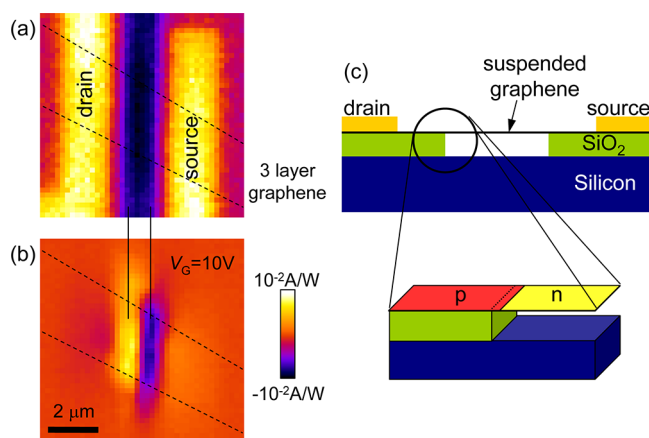 (a)
drain
source
3 layer
graphene
(b)
V_G=10V
10⁻²A/W
-10⁻²A/W
2 μm
(c)
suspended
graphene
drain
source
SiO₂
Silicon
p
n